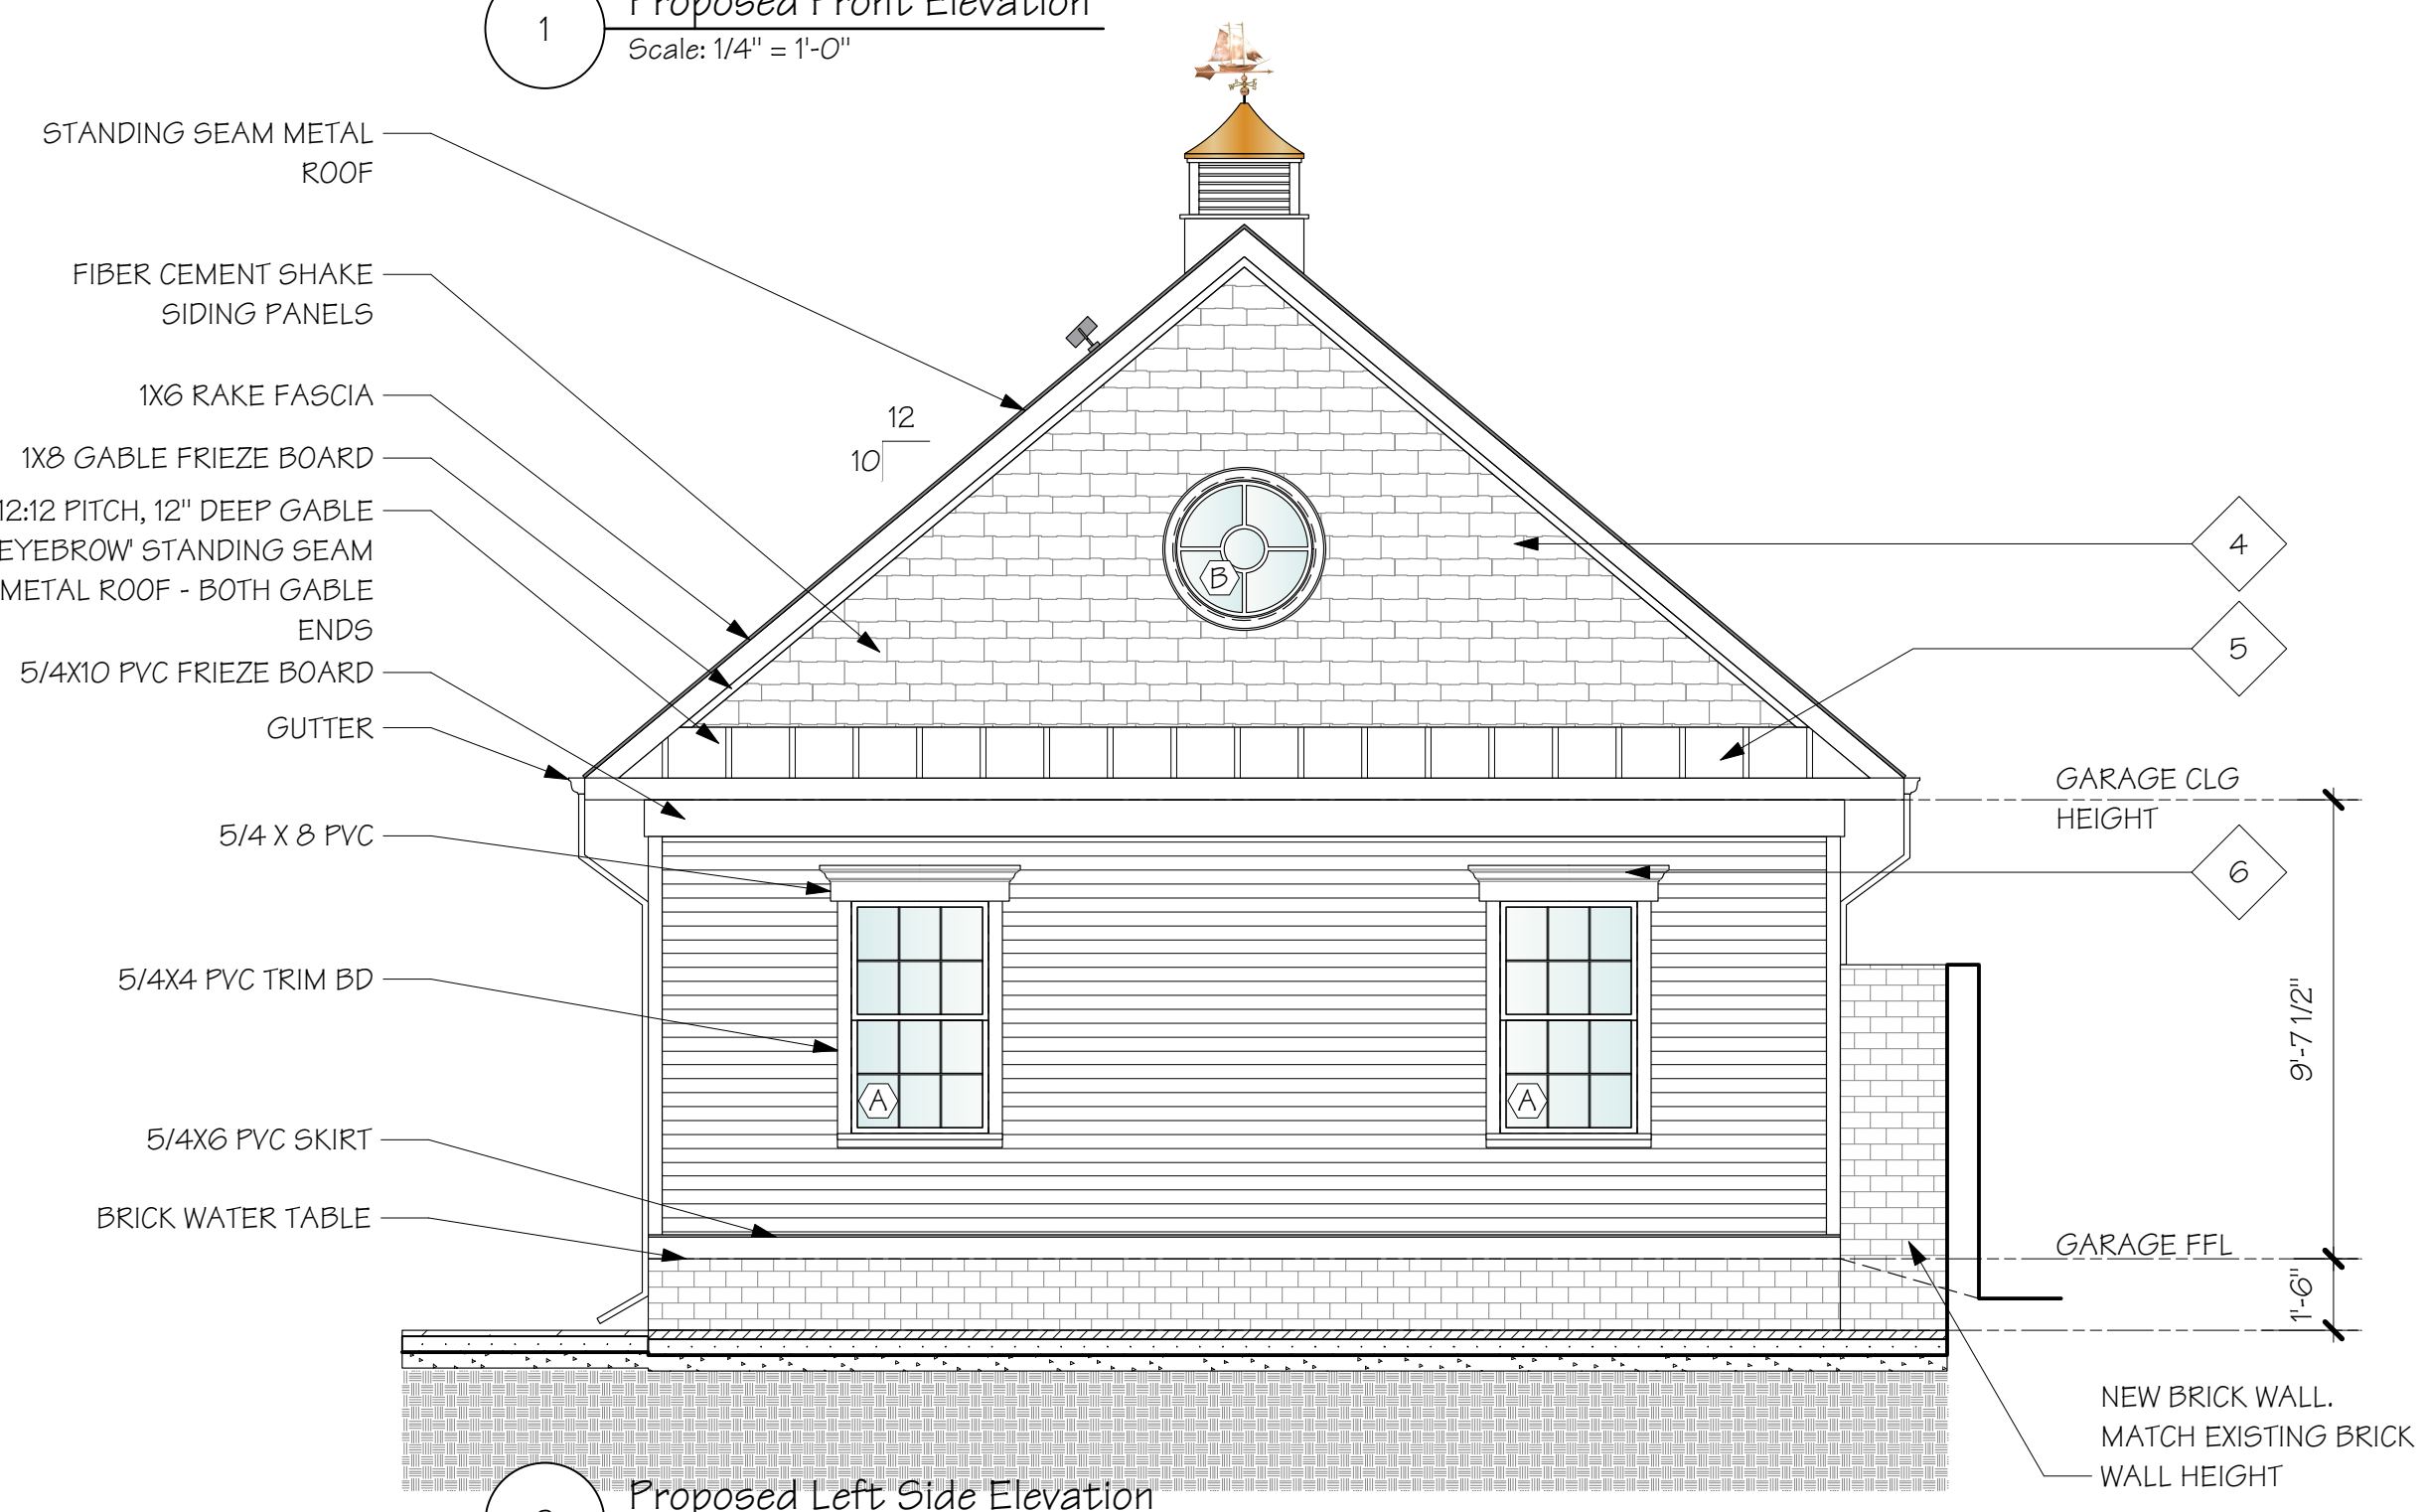 1
Proposed Front Elevation
Scale: 1/4" = 1'-0"
STANDING SEAM METAL
ROOF
FIBER CEMENT SHAKE
SIDING PANELS
1X6 RAKE FASCIA
1X8 GABLE FRIEZE BOARD
12:12 PITCH, 12" DEEP GABLE
EYEBROW' STANDING SEAM
METAL ROOF - BOTH GABLE
ENDS
5/4X10 PVC FRIEZE BOARD
GUTTER
5/4 X 8 PVC
5/4X4 PVC TRIM BD
5/4X6 PVC SKIRT
BRICK WATER TABLE
12
10
B
A
A
4
5
6
GARAGE CLG
HEIGHT
9'-7 1/2"
GARAGE FFL
1'-6"
NEW BRICK WALL.
MATCH EXISTING BRICK
WALL HEIGHT
Proposed Left Side Elevation